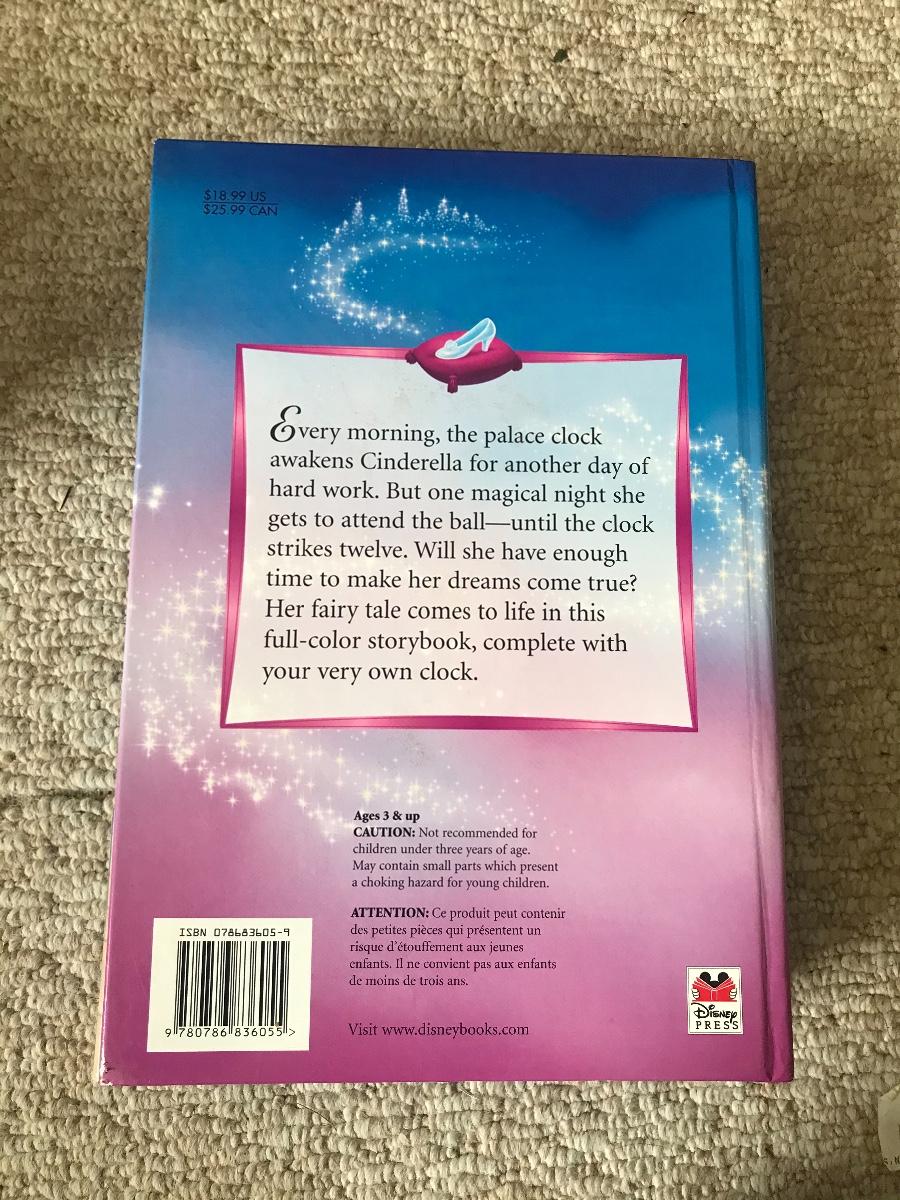 $18.99 US
$25.99 CAN
Every morning, the palace clock
awakens Cinderella for another day of
hard work. But one magical night she
gets to attend the ball—until the clock
strikes twelve. Will she have enough
time to make her dreams come true?
Her fairy tale comes to life in this
full-color storybook, complete with
your very own clock.
Ages 3 & up
CAUTION: Not recommended for
children under three years of age.
May contain small parts which present
a choking hazard for young children.
ATTENTION: Ce produit peut contenir
des petites pièces qui présentent un
risque d'étouffement aux jeunes
enfants. Il ne convient pas aux enfants
de moins de trois ans.
Visit www.disneybooks.com
ISBN 078683605-9
9 780786 836055 >
Disney
PRESS